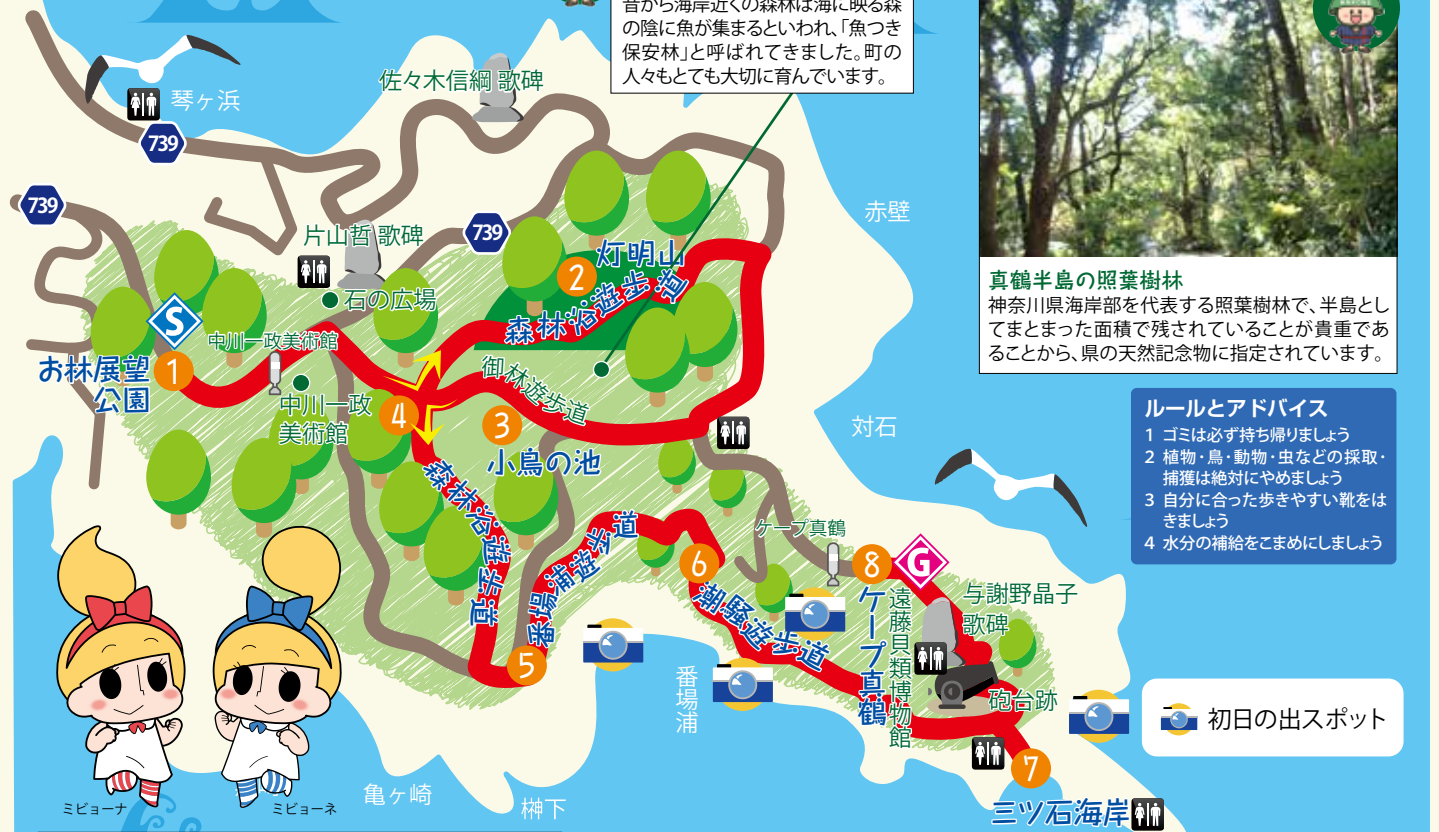 昔から海岸近くの森林は海に映る森
の陰に魚が集まるといわれ、「魚つき
保安林」と呼ばれてきました。町の
人々もとても大切に育んでいます。
佐々木信綱 歌碑
琴ヶ浜
739
739
739
赤壁
片山哲 歌碑
石の広場
灯明山
2
森林浴遊歩道
S
中川一政美術館
お林展望
公園
1
中川一政
美術館
4
御林遊歩道
3
小鳥の池
対石
森林浴遊歩道
番場浦遊歩道
5
6
潮騒遊歩道
ケープ真鶴
8
G
ケープ真鶴
遠藤貝類博物館
与謝野晶子
歌碑
砲台跡
番場浦
7
三ツ石海岸
亀ヶ崎
榊下
ミビョーナ
ミビョーネ
真鶴半島の照葉樹林
神奈川県海岸部を代表する照葉樹林で、半島とし
てまとまった面積で残されていることが貴重であ
ることから、県の天然記念物に指定されています。
ルールとアドバイス
1 ゴミは必ず持ち帰りましょう
2 植物・鳥・動物・虫などの採取・
捕獲は絶対にやめましょう
3 自分に合った歩きやすい靴をは
きましょう
4 水分の補給をこまめにしましょう
初日の出スポット